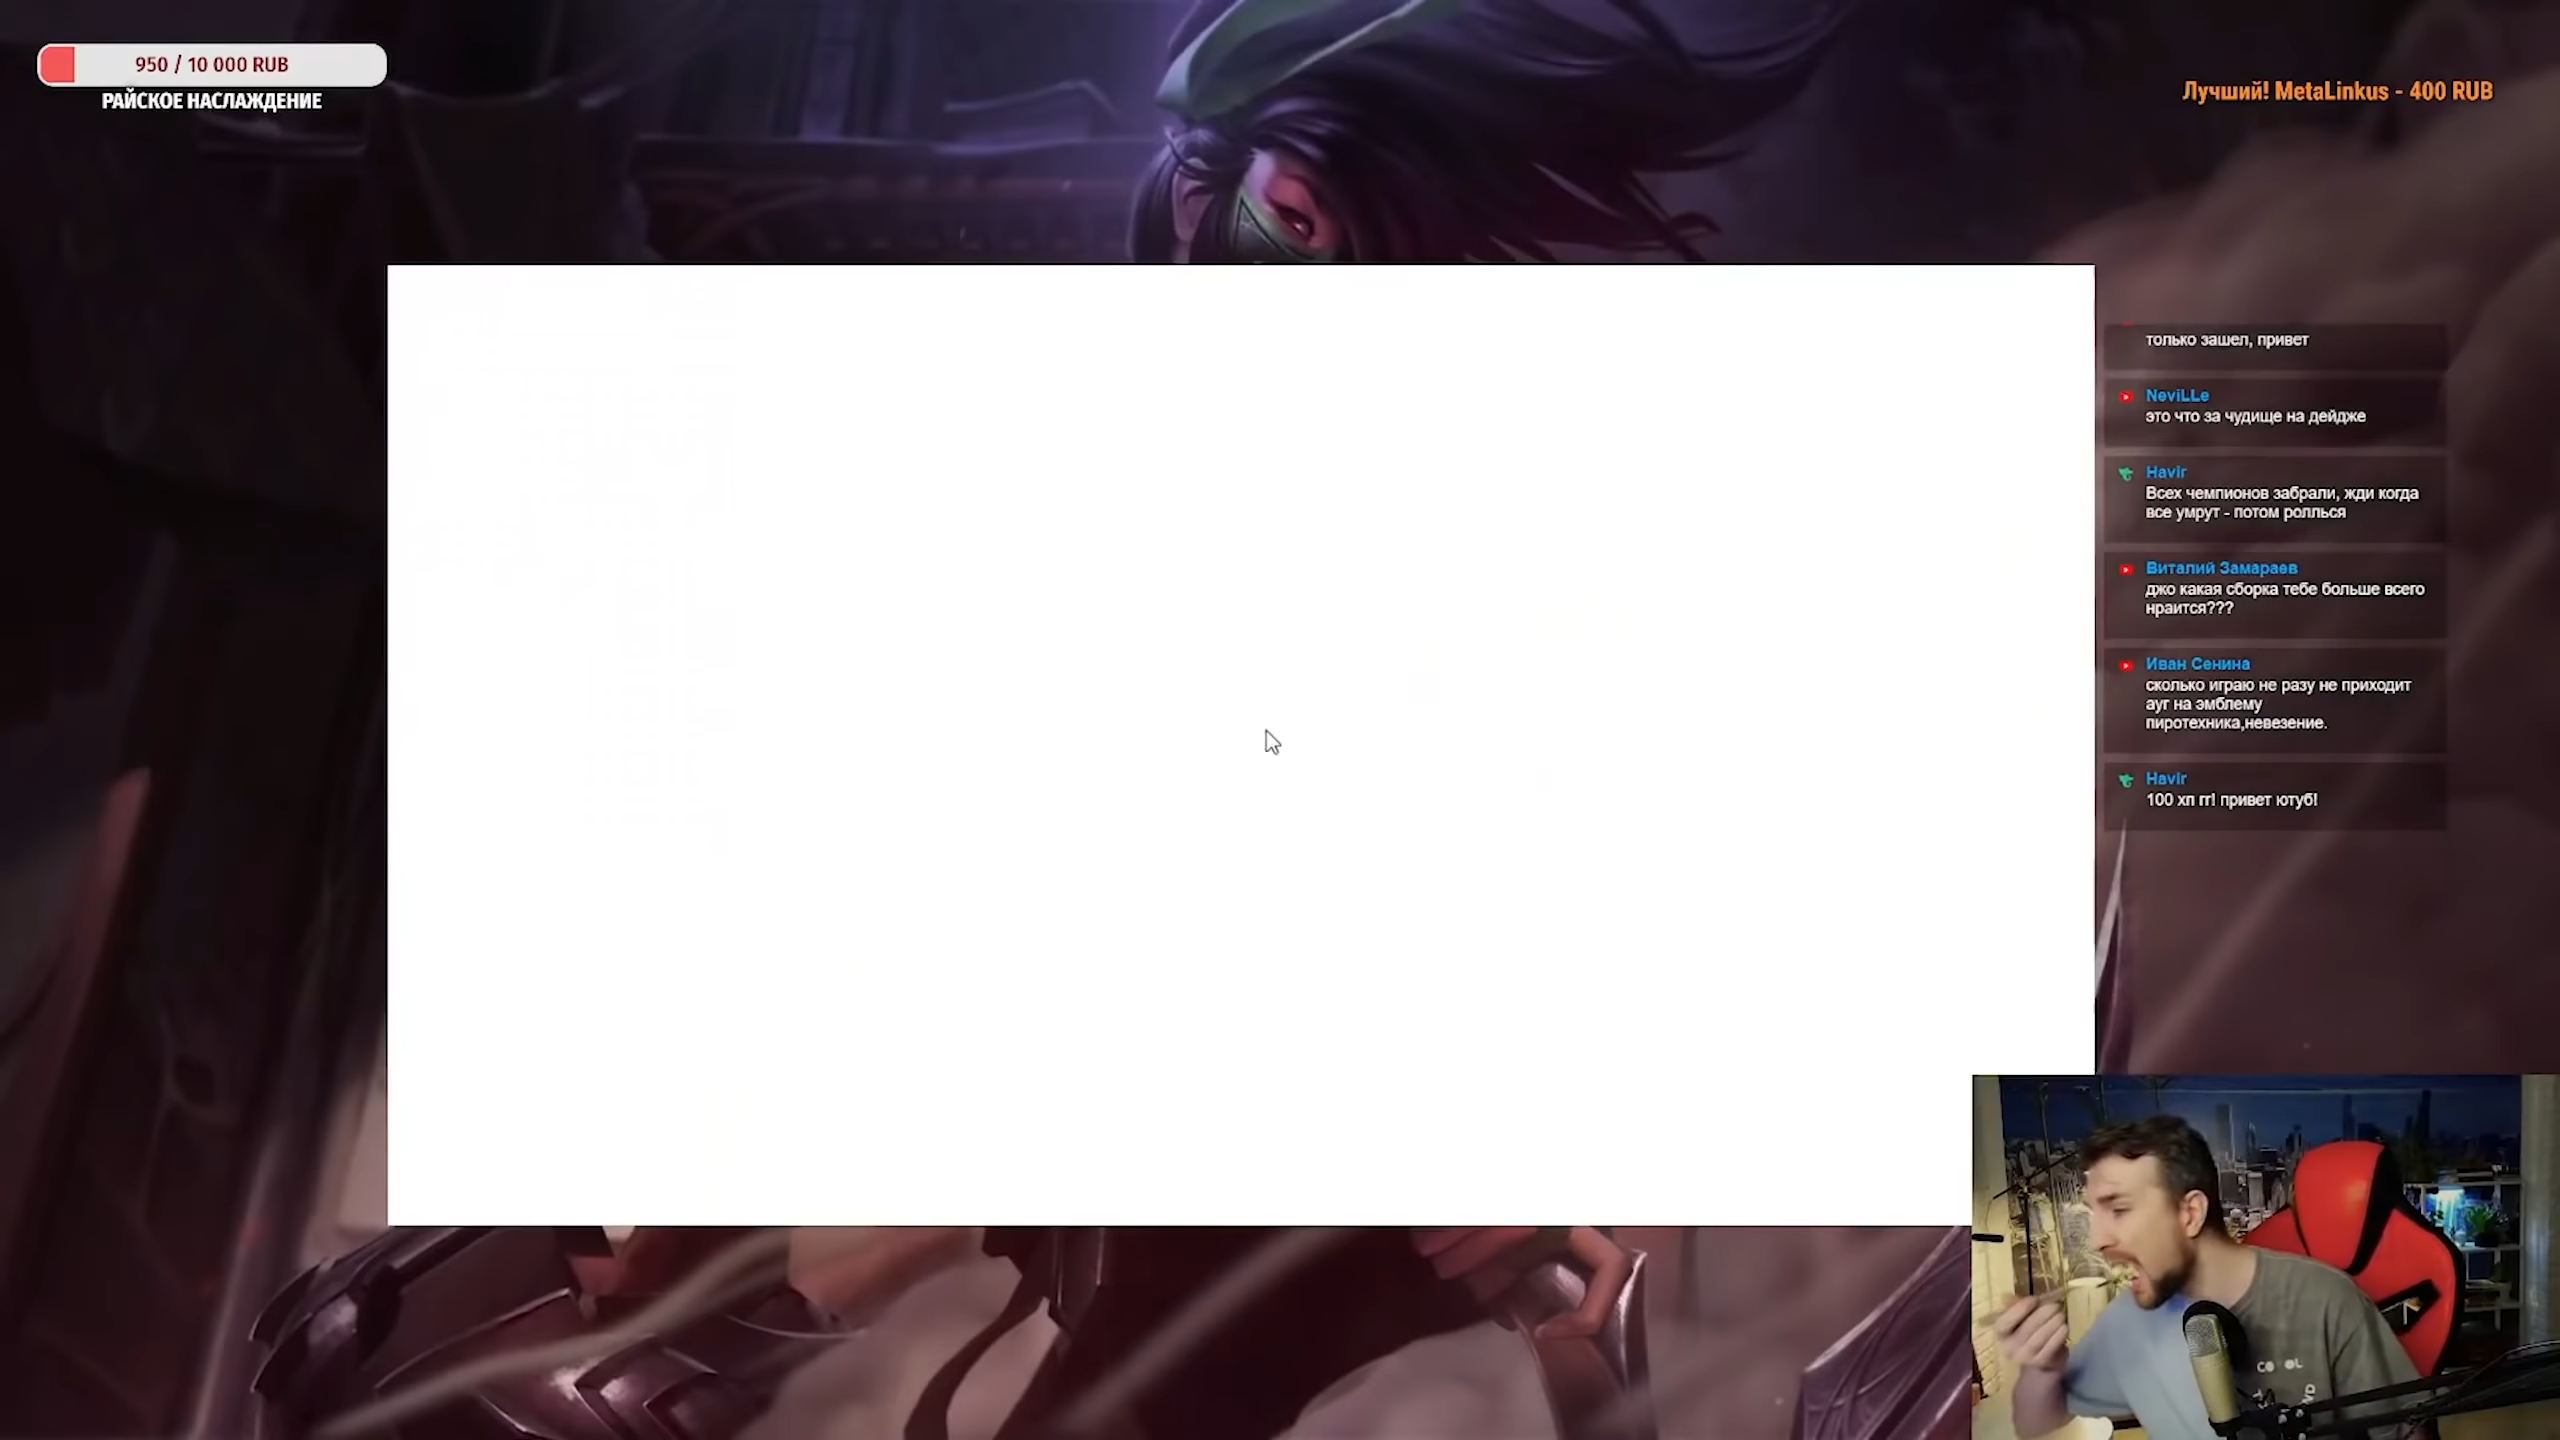 950 / 10 000 RUB
РАЙСКОЕ НАСЛАЖДЕНИЕ
Лучший! MetaLinkus - 400 RUB
только зашел, привет
NeviLLe
это что за чудище на дейдже
Havir
Всех чемпионов забрали, жди когда
все умрут - потом роллься
Виталий Замараев
джо какая сборка тебе больше всего
нраится???
Иван Сенина
сколько играю не разу не приходит
ауг на эмблему
пиротехника,невезение.
Havir
100 хп гг! привет ютуб!